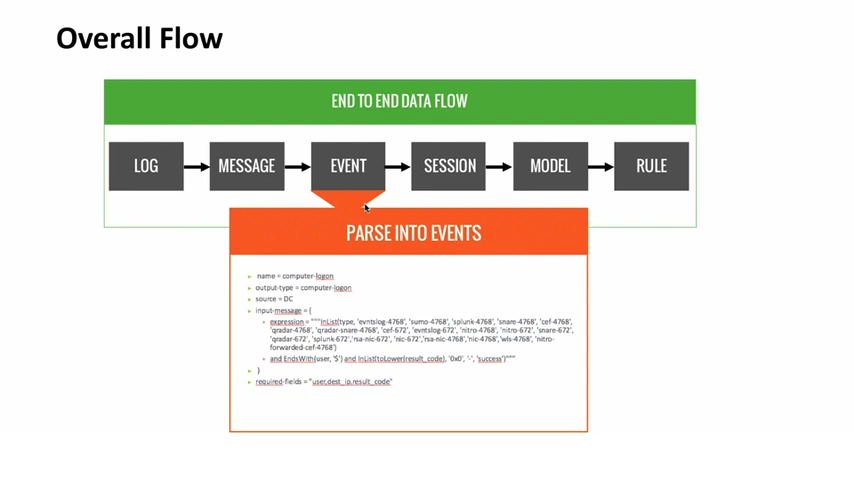 Overall Flow
END TO END DATA FLOW
LOG
MESSAGE
EVENT
SESSION
MODEL
RULE
PARSE INTO EVENTS
name = computer-logon
output-type = computer-logon
source = DC
input-message = {
expression = """InList(type, 'evntslog-4768', 'sumo-4768', 'splunk-4768', 'snare-4768', 'cef-4768',
'qradar-4768', 'qradar-snare-4768', 'cef-672', 'evntslog-672', 'nitro-4768', 'nitro-672', 'snare-672',
'qradar-672', 'splunk-672','rsa-nic-672', 'nic-672','rsa-nic-4768','nic-4768','wls-4768', 'nitro-
forwarded-cef-4768')
and EndsWith(user, '$') and InList(toLower(result_code), '0x0', '-', 'success')"""
}
required-fields = "user,dest_ip,result_code"